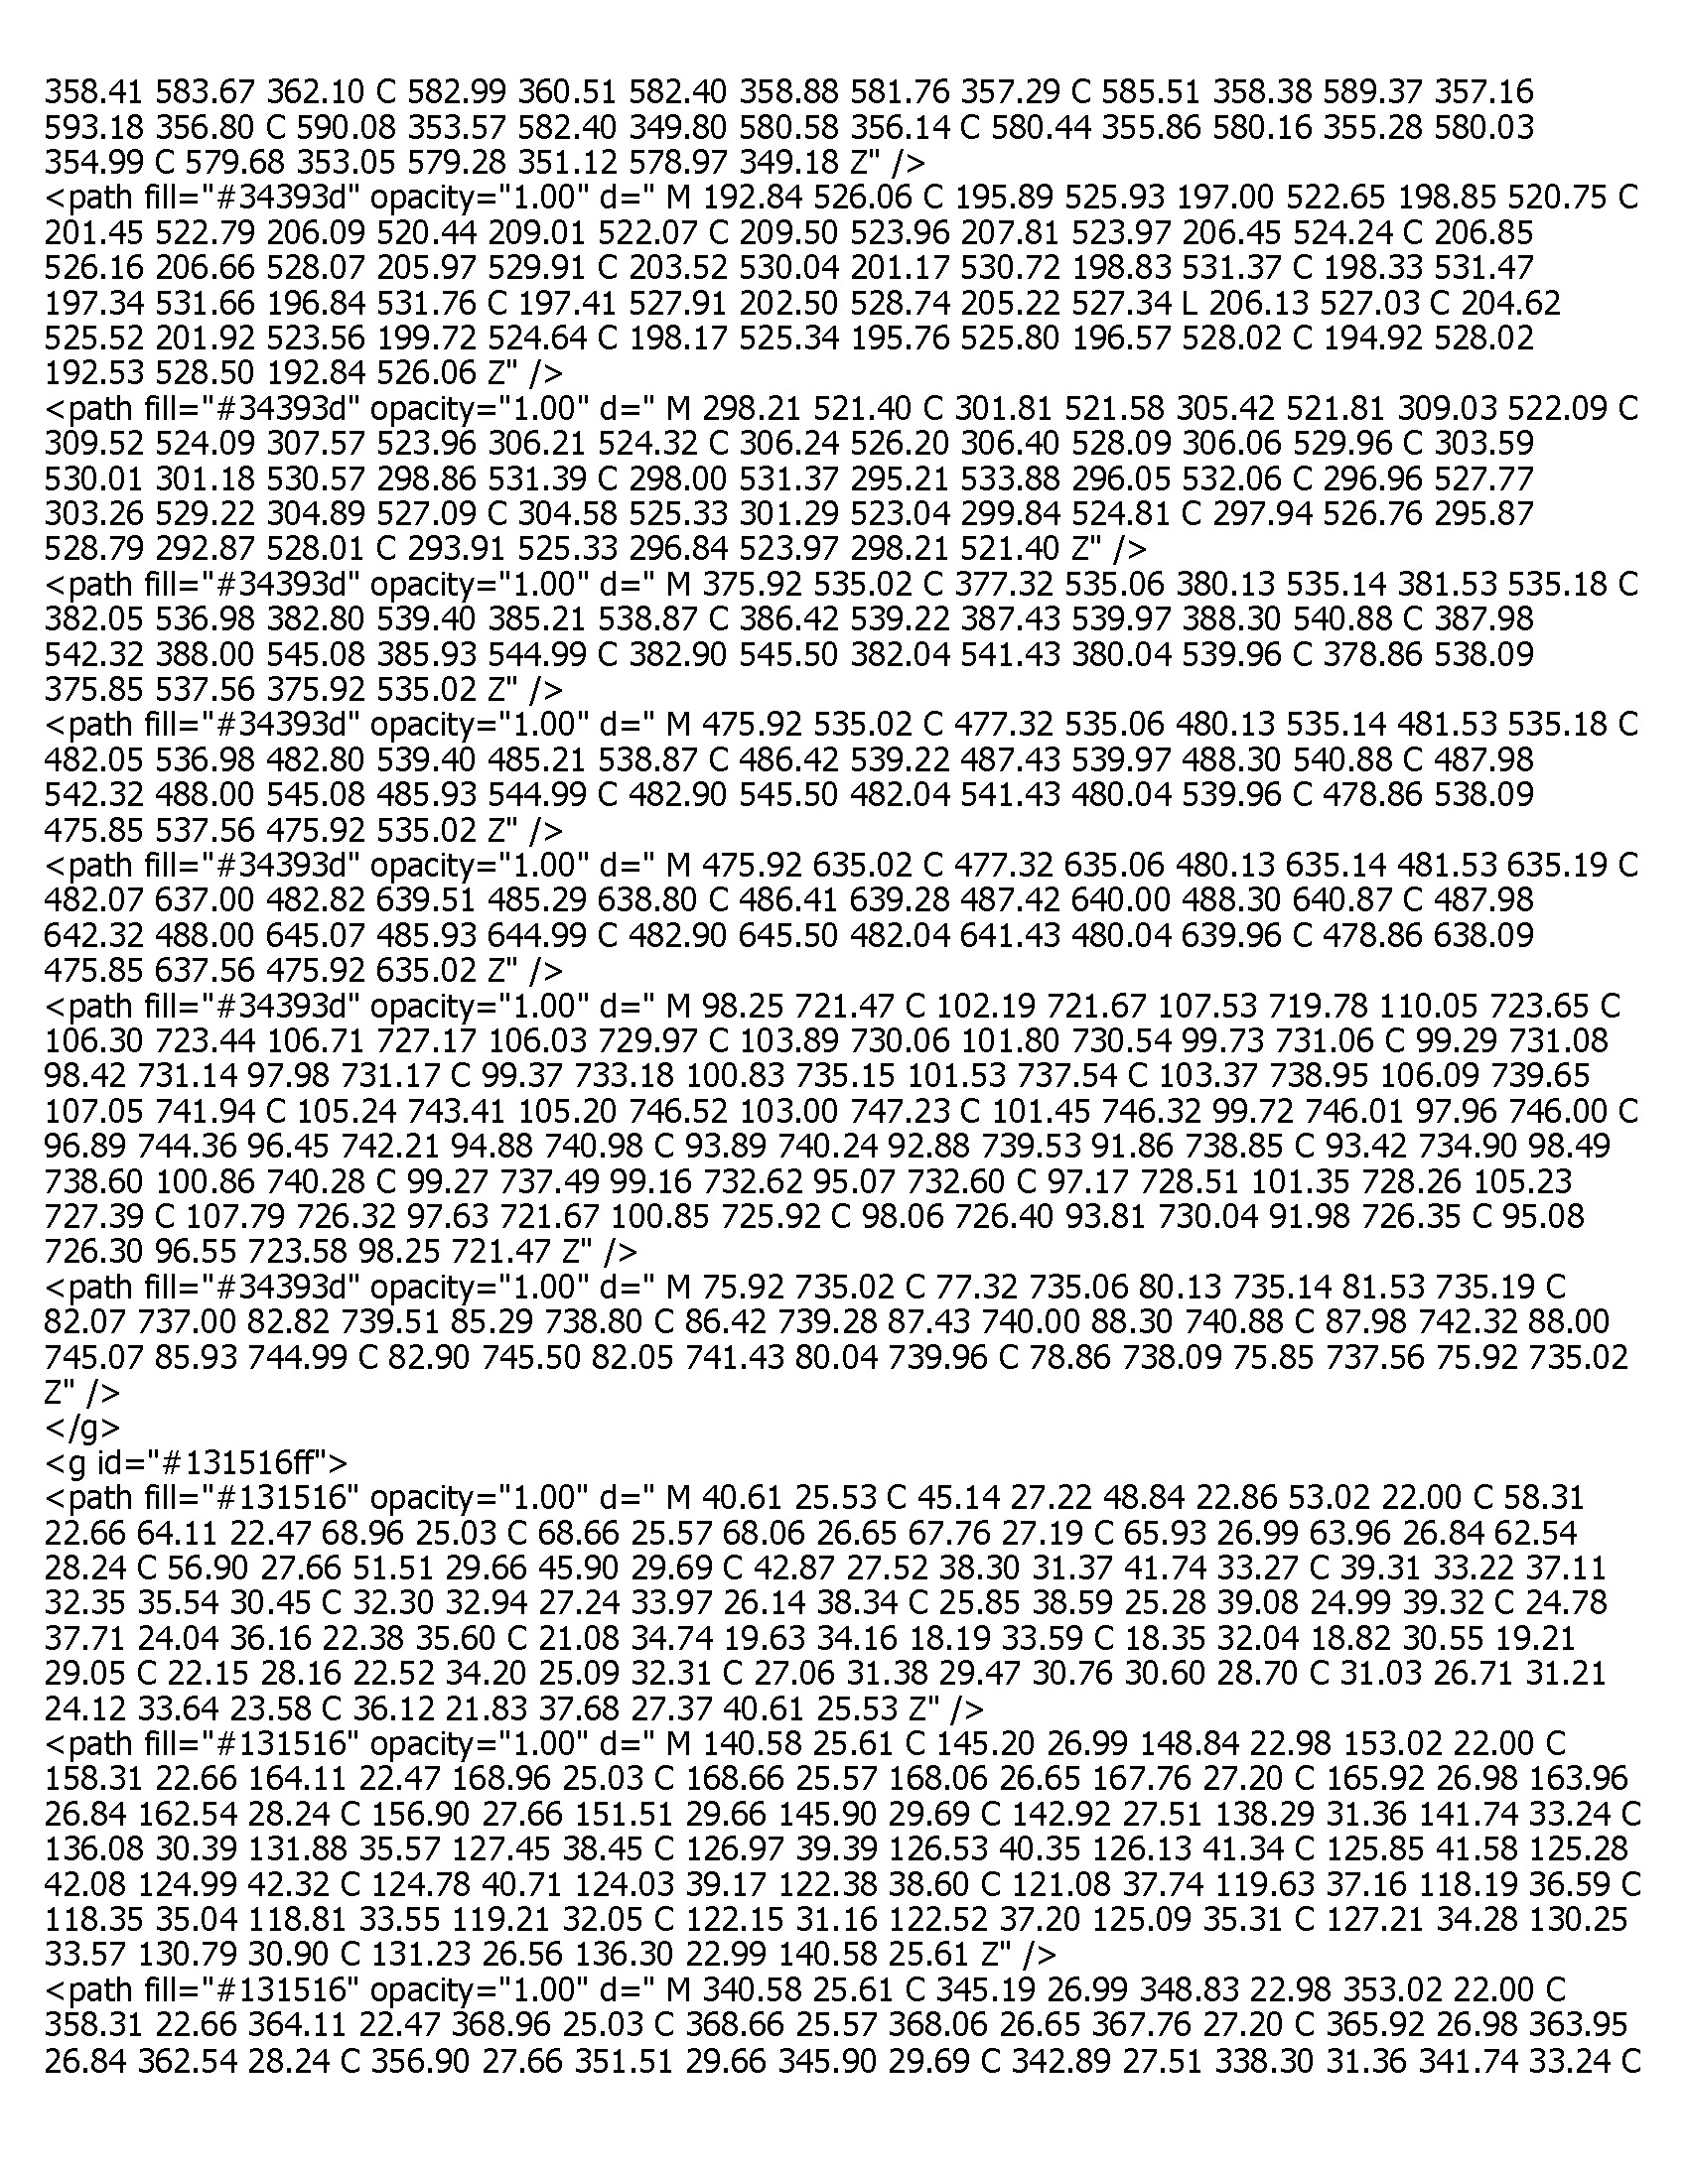 358.41 583.67 362.10 C 582.99 360.51 582.40 358.88 581.76 357.29 C 585.51 358.38 589.37 357.16
593.18 356.80 C 590.08 353.57 582.40 349.80 580.58 356.14 C 580.44 355.86 580.16 355.28 580.03
354.99 C 579.68 353.05 579.28 351.12 578.97 349.18 Z" />
<path fill="#34393d" opacity="1.00" d=" M 192.84 526.06 C 195.89 525.93 197.00 522.65 198.85 520.75 C
201.45 522.79 206.09 520.44 209.01 522.07 C 209.50 523.96 207.81 523.97 206.45 524.24 C 206.85
526.16 206.66 528.07 205.97 529.91 C 203.52 530.04 201.17 530.72 198.83 531.37 C 198.33 531.47
197.34 531.66 196.84 531.76 C 197.41 527.91 202.50 528.74 205.22 527.34 L 206.13 527.03 C 204.62
525.52 201.92 523.56 199.72 524.64 C 198.17 525.34 195.76 525.80 196.57 528.02 C 194.92 528.02
192.53 528.50 192.84 526.06 Z" />
<path fill="#34393d" opacity="1.00" d=" M 298.21 521.40 C 301.81 521.58 305.42 521.81 309.03 522.09 C
309.52 524.09 307.57 523.96 306.21 524.32 C 306.24 526.20 306.40 528.09 306.06 529.96 C 303.59
530.01 301.18 530.57 298.86 531.39 C 298.00 531.37 295.21 533.88 296.05 532.06 C 296.96 527.77
303.26 529.22 304.89 527.09 C 304.58 525.33 301.29 523.04 299.84 524.81 C 297.94 526.76 295.87
528.79 292.87 528.01 C 293.91 525.33 296.84 523.97 298.21 521.40 Z" />
<path fill="#34393d" opacity="1.00" d=" M 375.92 535.02 C 377.32 535.06 380.13 535.14 381.53 535.18 C
382.05 536.98 382.80 539.40 385.21 538.87 C 386.42 539.22 387.43 539.97 388.30 540.88 C 387.98
542.32 388.00 545.08 385.93 544.99 C 382.90 545.50 382.04 541.43 380.04 539.96 C 378.86 538.09
375.85 537.56 375.92 535.02 Z" />
<path fill="#34393d" opacity="1.00" d=" M 475.92 535.02 C 477.32 535.06 480.13 535.14 481.53 535.18 C
482.05 536.98 482.80 539.40 485.21 538.87 C 486.42 539.22 487.43 539.97 488.30 540.88 C 487.98
542.32 488.00 545.08 485.93 544.99 C 482.90 545.50 482.04 541.43 480.04 539.96 C 478.86 538.09
475.85 537.56 475.92 535.02 Z" />
<path fill="#34393d" opacity="1.00" d=" M 475.92 635.02 C 477.32 635.06 480.13 635.14 481.53 635.19 C
482.07 637.00 482.82 639.51 485.29 638.80 C 486.41 639.28 487.42 640.00 488.30 640.87 C 487.98
642.32 488.00 645.07 485.93 644.99 C 482.90 645.50 482.04 641.43 480.04 639.96 C 478.86 638.09
475.85 637.56 475.92 635.02 Z" />
<path fill="#34393d" opacity="1.00" d=" M 98.25 721.47 C 102.19 721.67 107.53 719.78 110.05 723.65 C
106.30 723.44 106.71 727.17 106.03 729.97 C 103.89 730.06 101.80 730.54 99.73 731.06 C 99.29 731.08
98.42 731.14 97.98 731.17 C 99.37 733.18 100.83 735.15 101.53 737.54 C 103.37 738.95 106.09 739.65
107.05 741.94 C 105.24 743.41 105.20 746.52 103.00 747.23 C 101.45 746.32 99.72 746.01 97.96 746.00 C
96.89 744.36 96.45 742.21 94.88 740.98 C 93.89 740.24 92.88 739.53 91.86 738.85 C 93.42 734.90 98.49
738.60 100.86 740.28 C 99.27 737.49 99.16 732.62 95.07 732.60 C 97.17 728.51 101.35 728.26 105.23
727.39 C 107.79 726.32 97.63 721.67 100.85 725.92 C 98.06 726.40 93.81 730.04 91.98 726.35 C 95.08
726.30 96.55 723.58 98.25 721.47 Z" />
<path fill="#34393d" opacity="1.00" d=" M 75.92 735.02 C 77.32 735.06 80.13 735.14 81.53 735.19 C
82.07 737.00 82.82 739.51 85.29 738.80 C 86.42 739.28 87.43 740.00 88.30 740.88 C 87.98 742.32 88.00
745.07 85.93 744.99 C 82.90 745.50 82.05 741.43 80.04 739.96 C 78.86 738.09 75.85 737.56 75.92 735.02
Z" />
</g>
<g id="#131516ff">
<path fill="#131516" opacity="1.00" d=" M 40.61 25.53 C 45.14 27.22 48.84 22.86 53.02 22.00 C 58.31
22.66 64.11 22.47 68.96 25.03 C 68.66 25.57 68.06 26.65 67.76 27.19 C 65.93 26.99 63.96 26.84 62.54
28.24 C 56.90 27.66 51.51 29.66 45.90 29.69 C 42.87 27.52 38.30 31.37 41.74 33.27 C 39.31 33.22 37.11
32.35 35.54 30.45 C 32.30 32.94 27.24 33.97 26.14 38.34 C 25.85 38.59 25.28 39.08 24.99 39.32 C 24.78
37.71 24.04 36.16 22.38 35.60 C 21.08 34.74 19.63 34.16 18.19 33.59 C 18.35 32.04 18.82 30.55 19.21
29.05 C 22.15 28.16 22.52 34.20 25.09 32.31 C 27.06 31.38 29.47 30.76 30.60 28.70 C 31.03 26.71 31.21
24.12 33.64 23.58 C 36.12 21.83 37.68 27.37 40.61 25.53 Z" />
<path fill="#131516" opacity="1.00" d=" M 140.58 25.61 C 145.20 26.99 148.84 22.98 153.02 22.00 C
158.31 22.66 164.11 22.47 168.96 25.03 C 168.66 25.57 168.06 26.65 167.76 27.20 C 165.92 26.98 163.96
26.84 162.54 28.24 C 156.90 27.66 151.51 29.66 145.90 29.69 C 142.92 27.51 138.29 31.36 141.74 33.24 C
136.08 30.39 131.88 35.57 127.45 38.45 C 126.97 39.39 126.53 40.35 126.13 41.34 C 125.85 41.58 125.28
42.08 124.99 42.32 C 124.78 40.71 124.03 39.17 122.38 38.60 C 121.08 37.74 119.63 37.16 118.19 36.59 C
118.35 35.04 118.81 33.55 119.21 32.05 C 122.15 31.16 122.52 37.20 125.09 35.31 C 127.21 34.28 130.25
33.57 130.79 30.90 C 131.23 26.56 136.30 22.99 140.58 25.61 Z" />
<path fill="#131516" opacity="1.00" d=" M 340.58 25.61 C 345.19 26.99 348.83 22.98 353.02 22.00 C
358.31 22.66 364.11 22.47 368.96 25.03 C 368.66 25.57 368.06 26.65 367.76 27.20 C 365.92 26.98 363.95
26.84 362.54 28.24 C 356.90 27.66 351.51 29.66 345.90 29.69 C 342.89 27.51 338.30 31.36 341.74 33.24 C